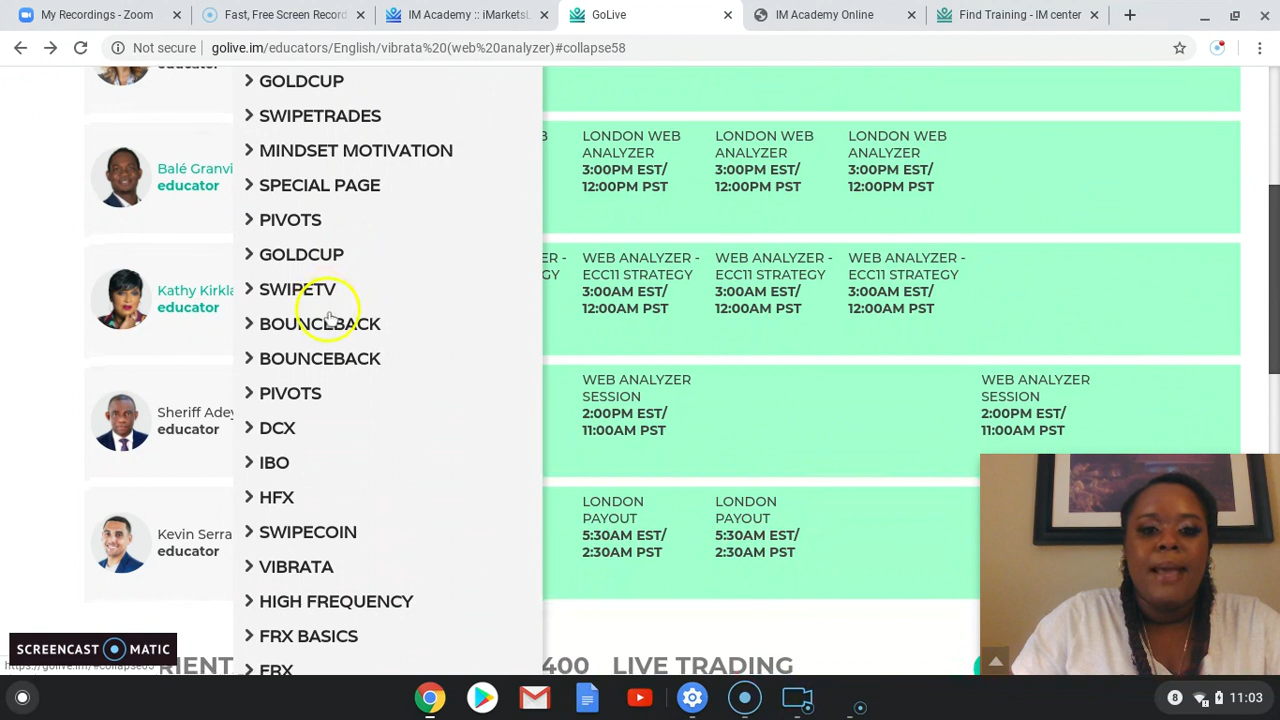 My Recordings - Zoom
Fast, Free Screen Record
IM Academy :: iMarketsL
GoLive
IM Academy Online
Find Training - IM center
Not secure
golive.im/educators/English/vibrata%20(web%20analyzer)#collapse58
educator
GOLDCUP
SWIPETRADES
MINDSET MOTIVATION
SPECIAL PAGE
PIVOTS
GOLDCUP
SWIPETV
BOUNCEBACK
BOUNCEBACK
PIVOTS
DCX
IBO
HFX
SWIPECOIN
VIBRATA
HIGH FREQUENCY
FRX BASICS
FRX
Balé Granvi
educator
B
LONDON WEB ANALYZER
3:00PM EST/
12:00PM PST
LONDON WEB ANALYZER
3:00PM EST/
12:00PM PST
LONDON WEB ANALYZER
3:00PM EST/
12:00PM PST
Kathy Kirkla
educator
E -
GY
WEB ANALYZER -
ECC11 STRATEGY
3:00AM EST/
12:00AM PST
WEB ANALYZER -
ECC11 STRATEGY
3:00AM EST/
12:00AM PST
WEB ANALYZER -
ECC11 STRATEGY
3:00AM EST/
12:00AM PST
Sheriff Adey
educator
WEB ANALYZER
SESSION
2:00PM EST/
11:00AM PST
WEB ANALYZER
SESSION
2:00PM EST/
11:00AM PST
Kevin Serra
educator
LONDON
PAYOUT
5:30AM EST/
2:30AM PST
LONDON
PAYOUT
5:30AM EST/
2:30AM PST
SCREENCAST MATIC
RIENT
400 LIVE TRADING
8
11:03